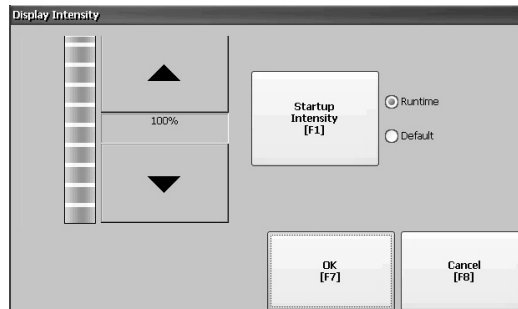 Display Intensity
100%
Startup
Intensity
[F1]
Runtime
Default
OK
[F7]
Cancel
[F8]